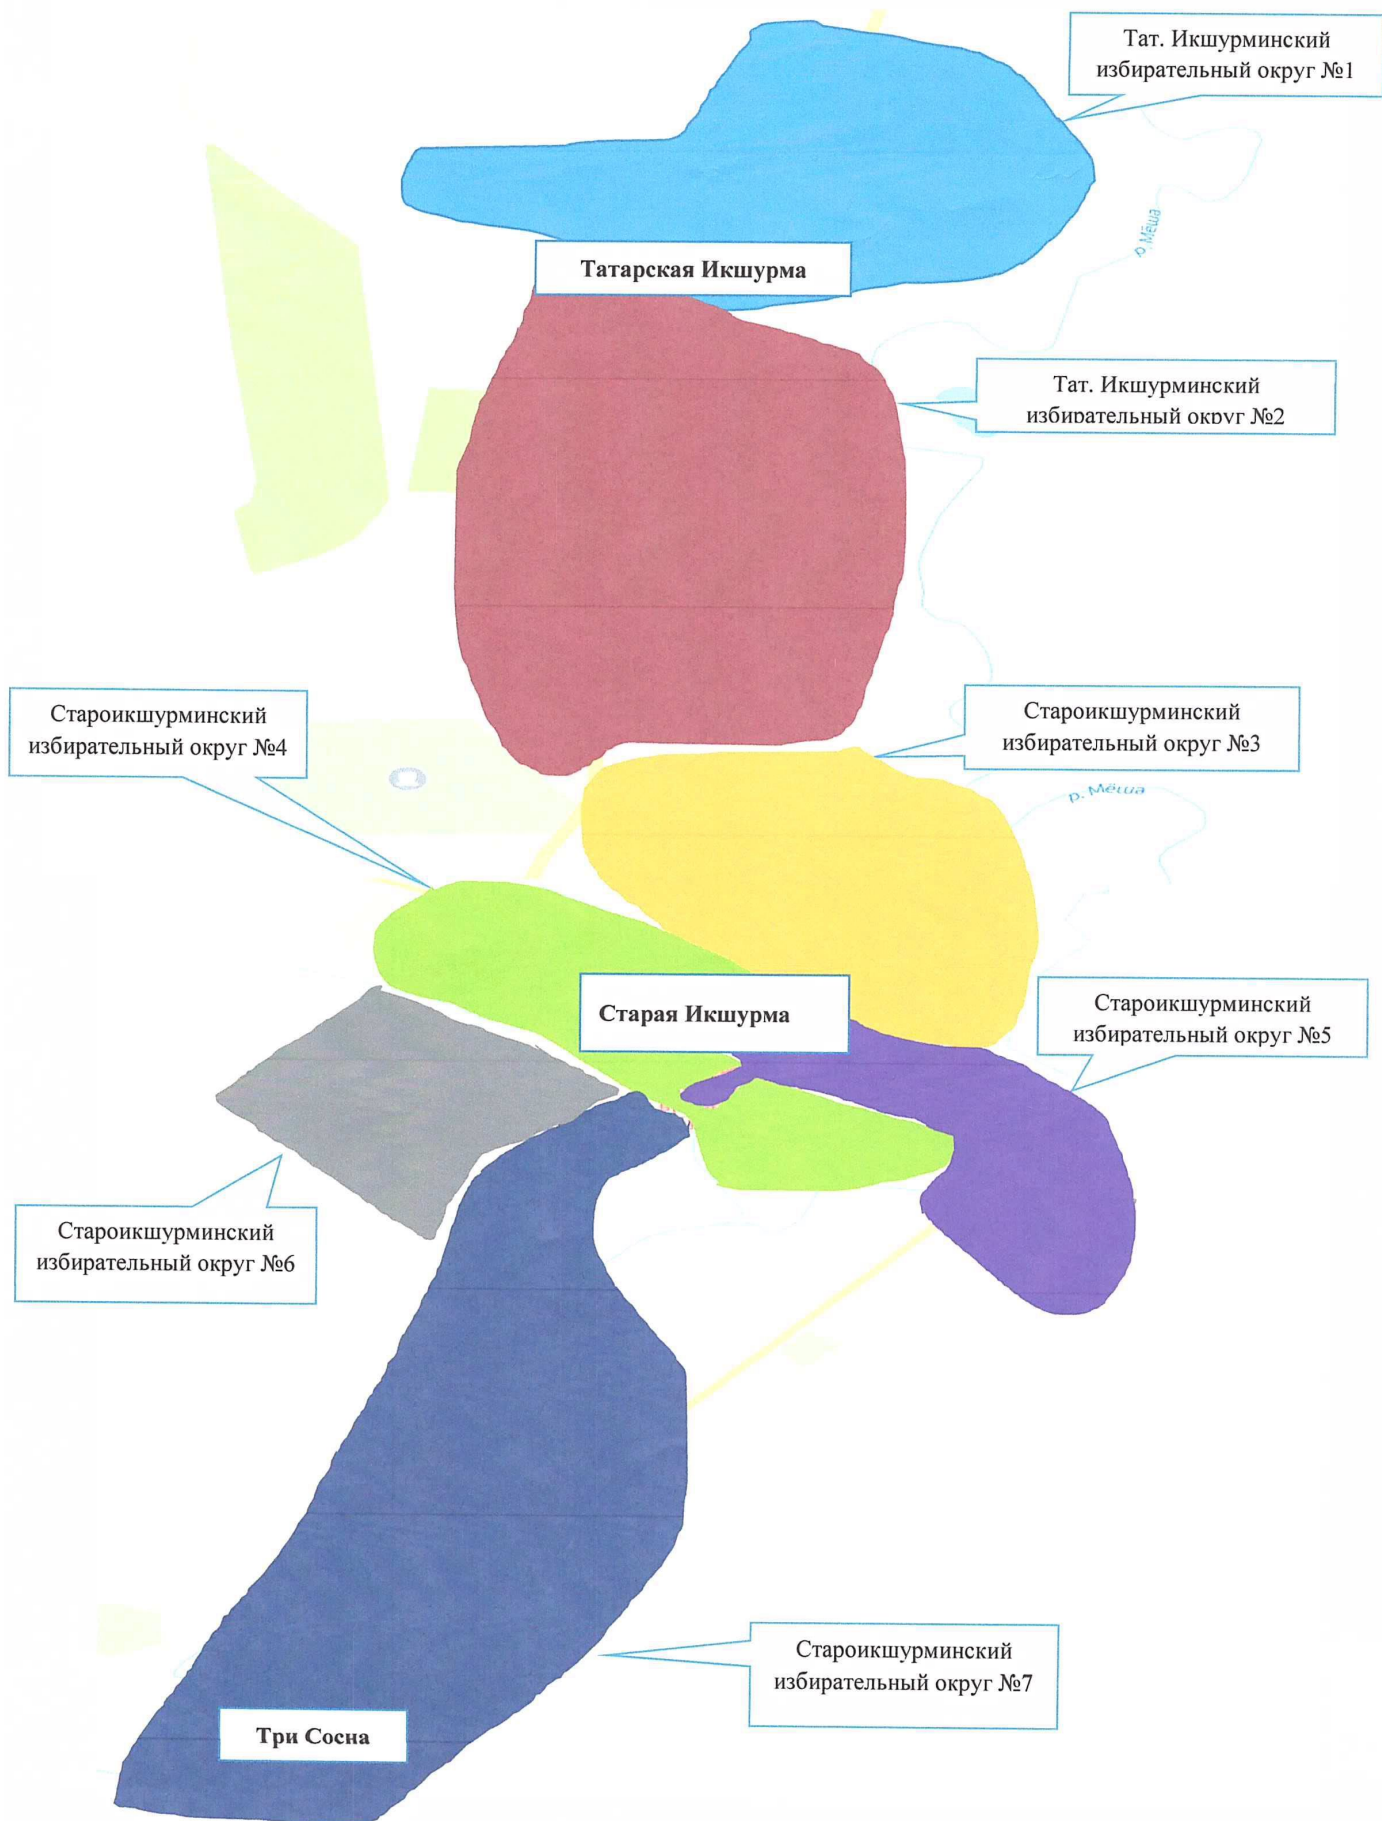 Тат. Икшурминский
избирательный округ №1
р. Мёша
Татарская Икшурма
Тат. Икшурминский
избирательный округ №2
Староикшурминский
избирательный округ №4
Староикшурминский
избирательный округ №3
р. Мёша
Старая Икшурма
Староикшурминский
избирательный округ №5
Староикшурминский
избирательный округ №6
Староикшурминский
избирательный округ №7
Три Сосна